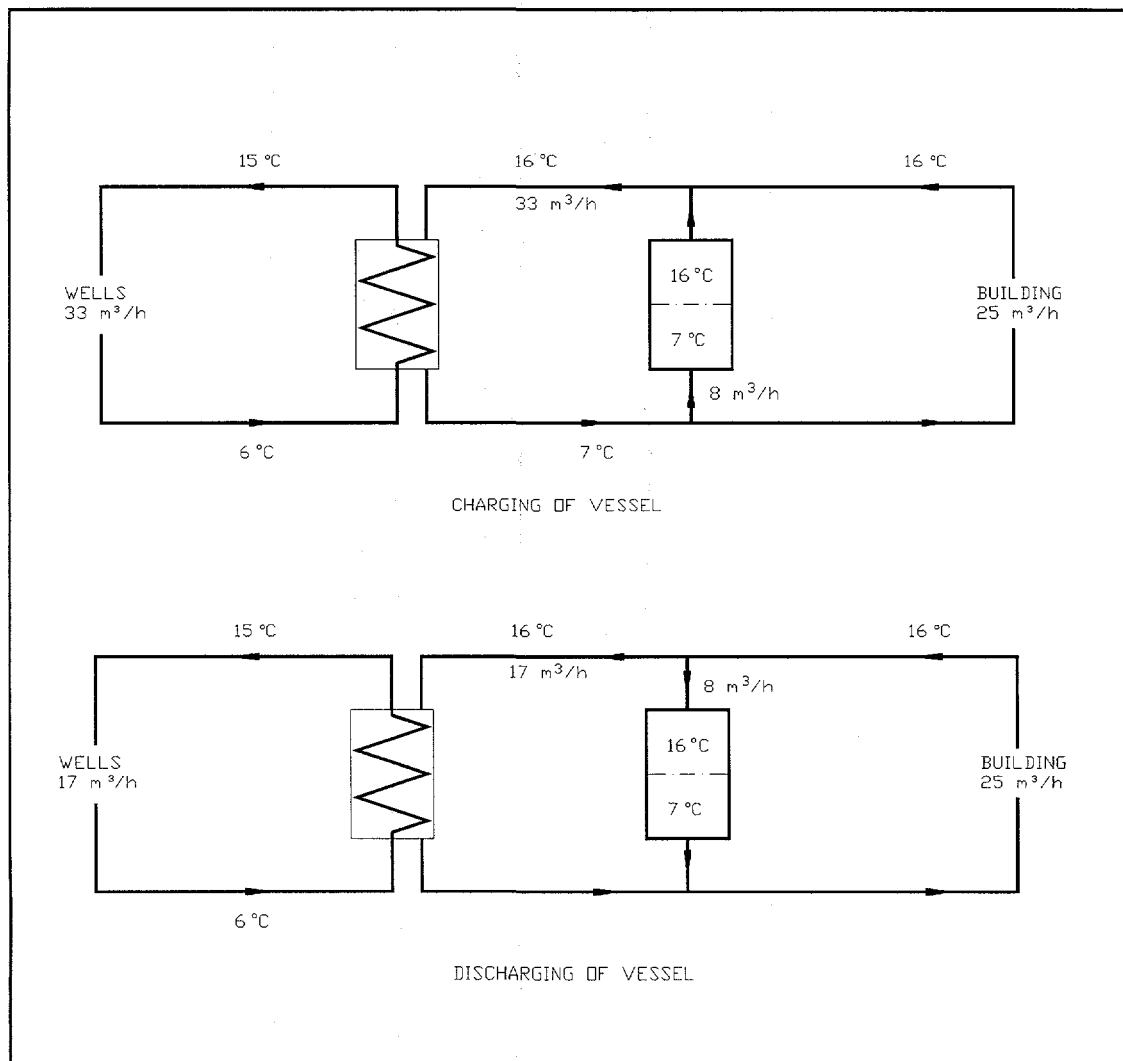 15 °C
16 °C
16 °C
33 m³/h
16 °C
WELLS
33 m³/h
BUILDING
25 m³/h
7 °C
8 m³/h
6 °C
7 °C
CHARGING OF VESSEL
15 °C
16 °C
16 °C
17 m³/h
8 m³/h
16 °C
WELLS
17 m³/h
BUILDING
25 m³/h
7 °C
6 °C
DISCHARGING OF VESSEL